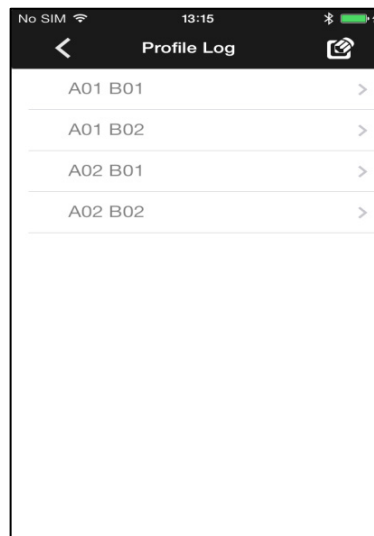 No SIM 13:15
Profile Log
A01 B01
A01 B02
A02 B01
A02 B02